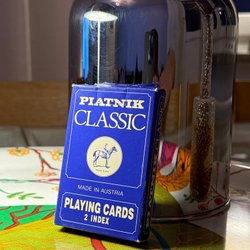 PIATNIK
CLASSIC
MADE IN AUSTRIA
PLAYING CARDS
2 INDEX